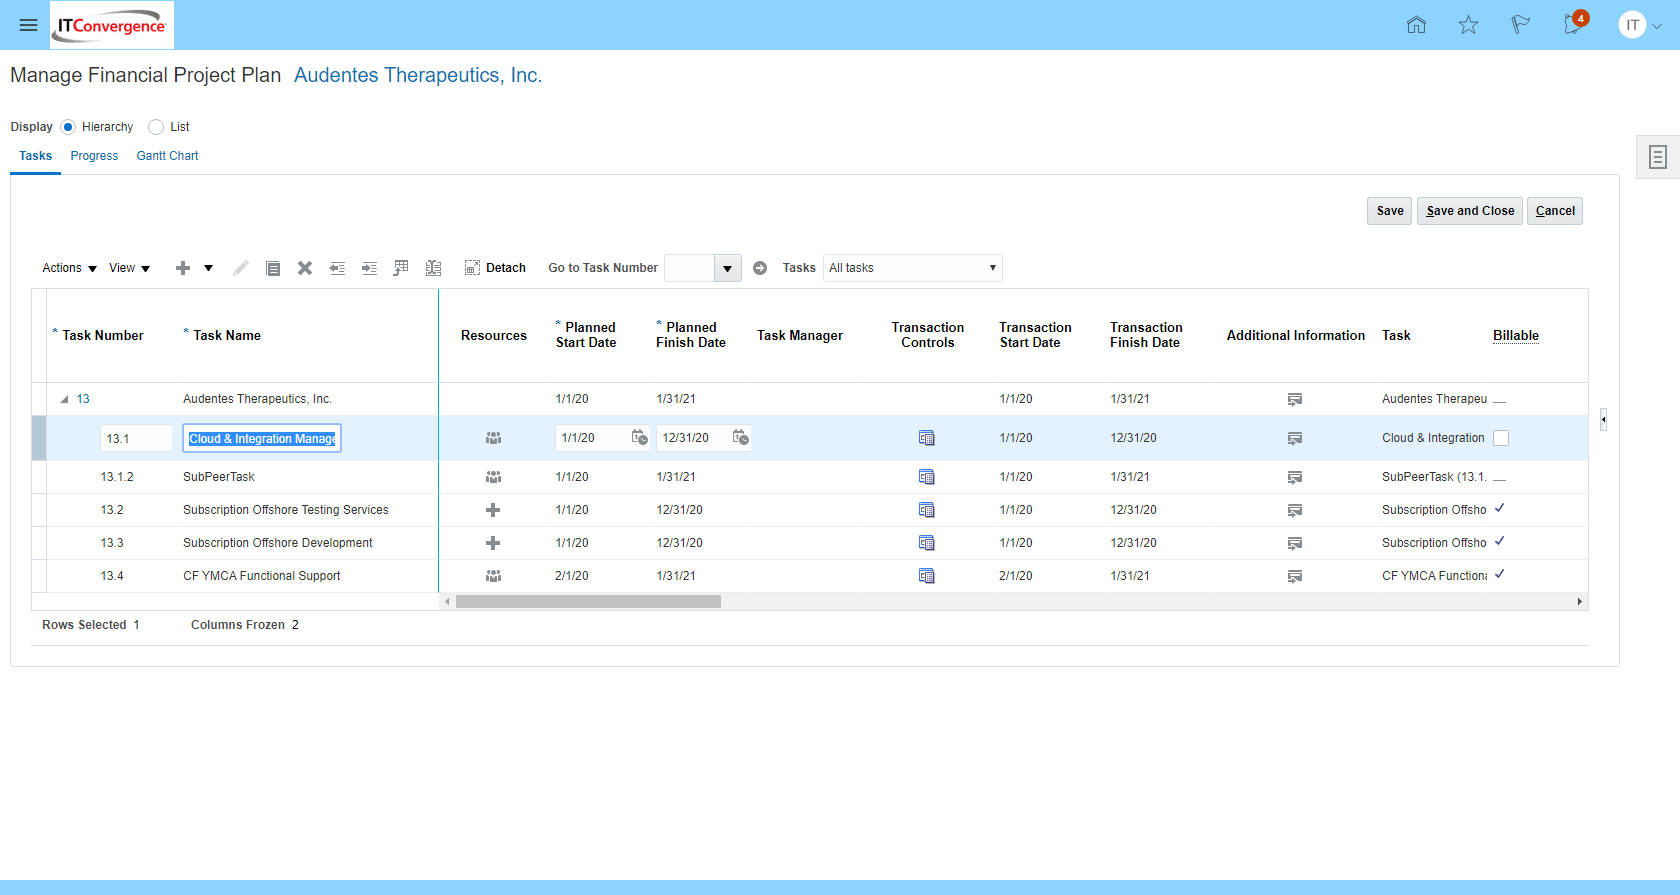 ITConvergence
4
IT
Manage Financial Project Plan Audentes Therapeutics, Inc.
Display Hierarchy List
Tasks Progress Gantt Chart
Save Save and Close Cancel
Actions View Detach Go to Task Number Tasks All tasks
* Task Number * Task Name Resources * Planned Start Date * Planned Finish Date Task Manager Transaction Controls Transaction Start Date Transaction Finish Date Additional Information Task Billable
13 Audentes Therapeutics, Inc. 1/1/20 1/31/21 1/1/20 1/31/21 Audentes Therapeu
13.1 Cloud & Integration Manage 1/1/20 12/31/20 1/1/20 12/31/20 Cloud & Integration
13.1.2 SubPeerTask 1/1/20 1/31/21 1/1/20 1/31/21 SubPeerTask (13.1.
13.2 Subscription Offshore Testing Services 1/1/20 12/31/20 1/1/20 12/31/20 Subscription Offsho
13.3 Subscription Offshore Development 1/1/20 12/31/20 1/1/20 12/31/20 Subscription Offsho
13.4 CF YMCA Functional Support 2/1/20 1/31/21 2/1/20 1/31/21 CF YMCA Functiona
Rows Selected 1 Columns Frozen 2